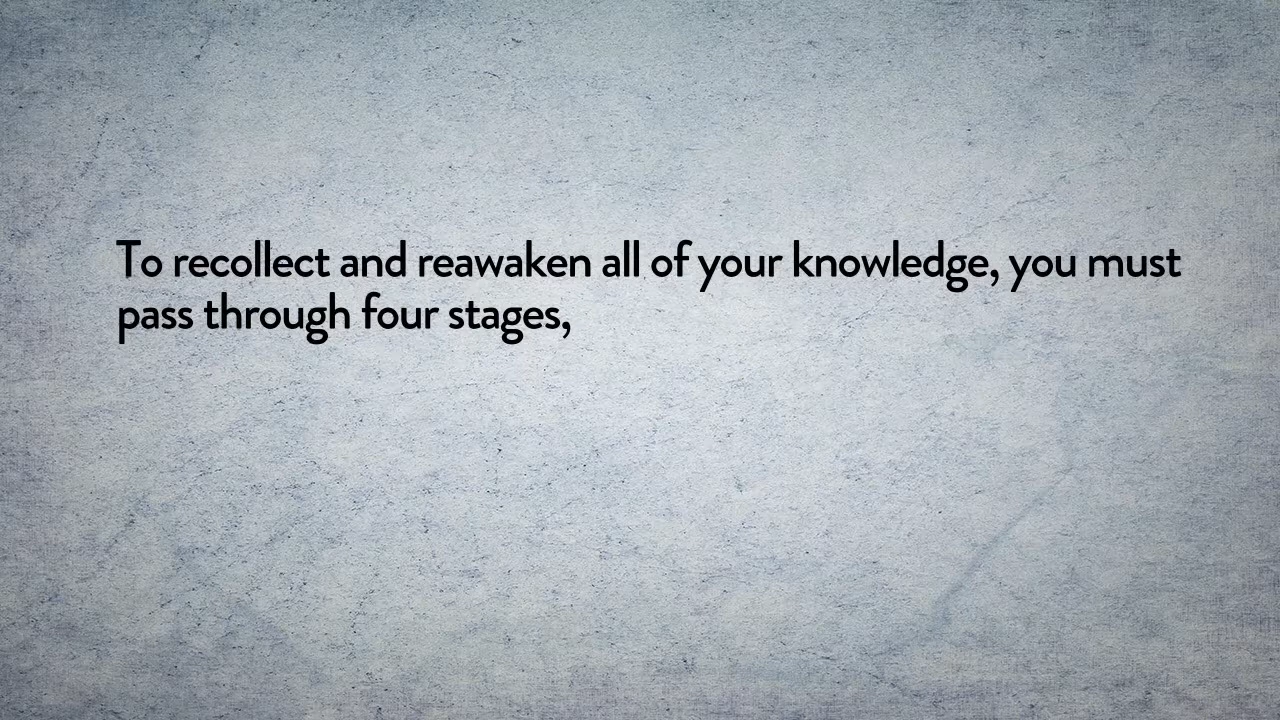 To recollect and reawaken all of your knowledge, you must
pass through four stages,